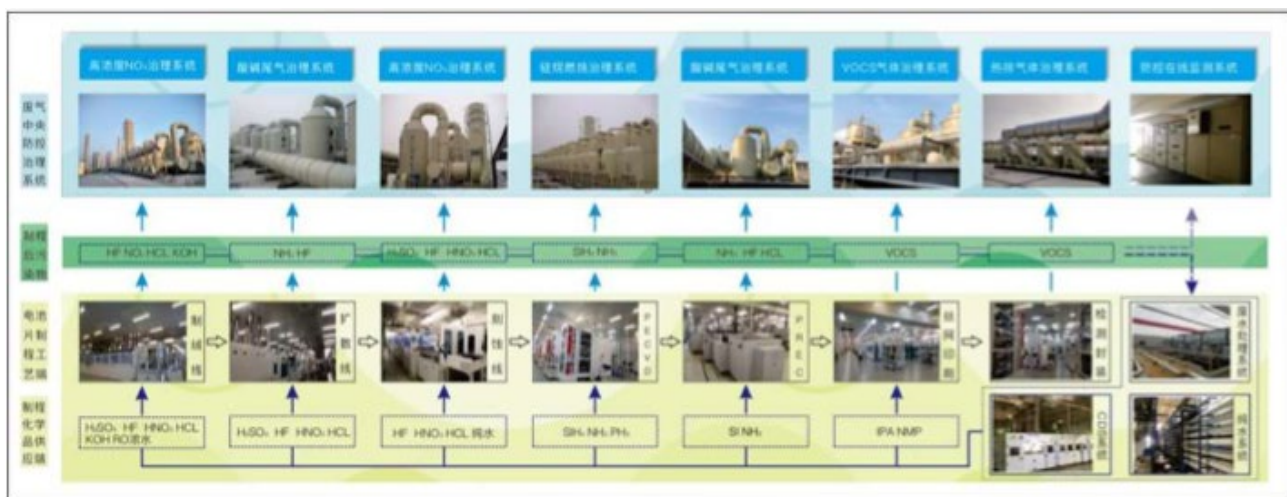 高浓度NOX治理系统
酸碱尾气治理系统
高浓度NOX治理系统
硅烷燃烧治理系统
酸碱尾气治理系统
VOCS气体治理系统
热排气体治理系统
防控在线监测系统
废气
中央
防控
治理
系统
制程
后污
染物
HF NOX HCL KOH
NH3 HF
H2SO4 HF HNO3 HCL
SIH4 NH3
NH3 HF HCL
VOCS
VOCS
电池
片制
程工
艺端
制绒线
扩散线
刻蚀线
PECVD
PREC
丝网印刷
检测封装
废水处理系统
制程
化学
品供
应端
H2SO4 HF HNO3 HCL
KOH RO浓水
H2SO4 HF HNO3 HCL
HF HNO3 HCL 纯水
SIH4 NH3 PH3
SI NH3
IPA NMP
CDS系统
纯水系统